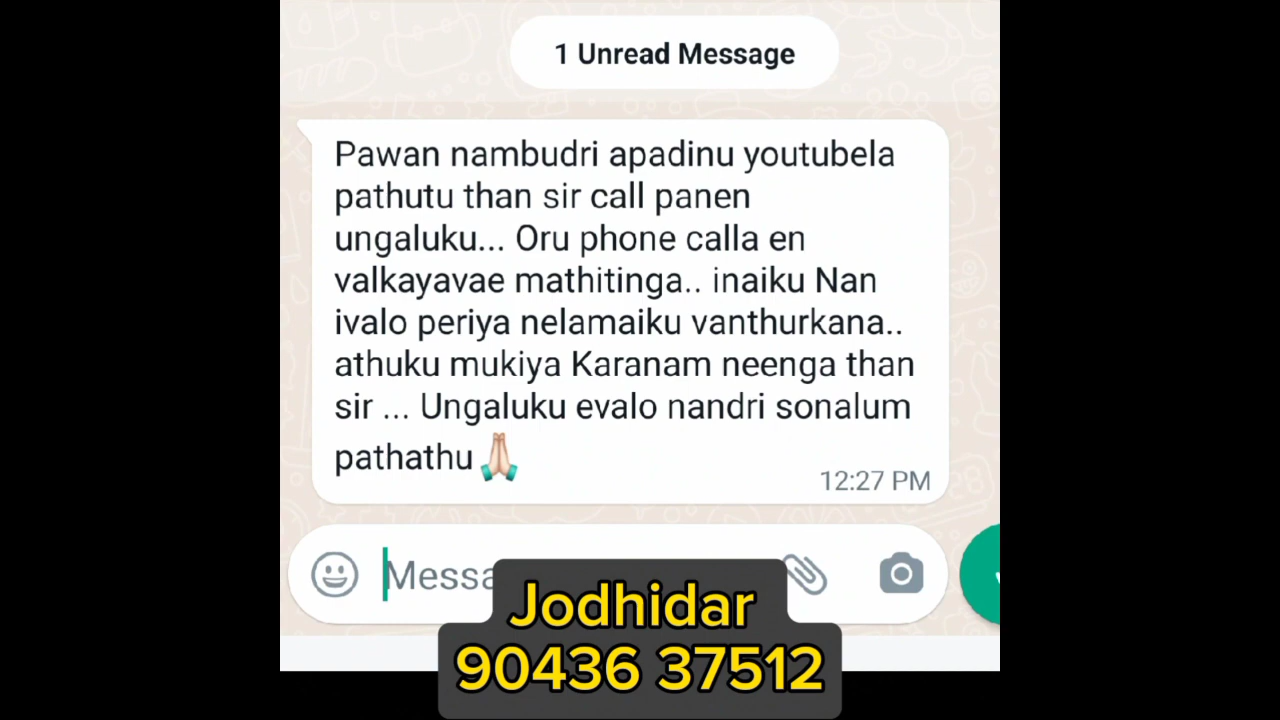 1 Unread Message
Pawan nambudri apadinu youtubela
pathutu than sir call panen
ungaluku... Oru phone calla en
valkayavae mathitinga.. inaiku Nan
ivalo periya nelamaiku vanthurkana..
athuku mukiya Karanam neenga than
sir ... Ungaluku evalo nandri sonalum
pathathu🙏🏻
12:27 PM
Messa
Jodhidar
90436 37512